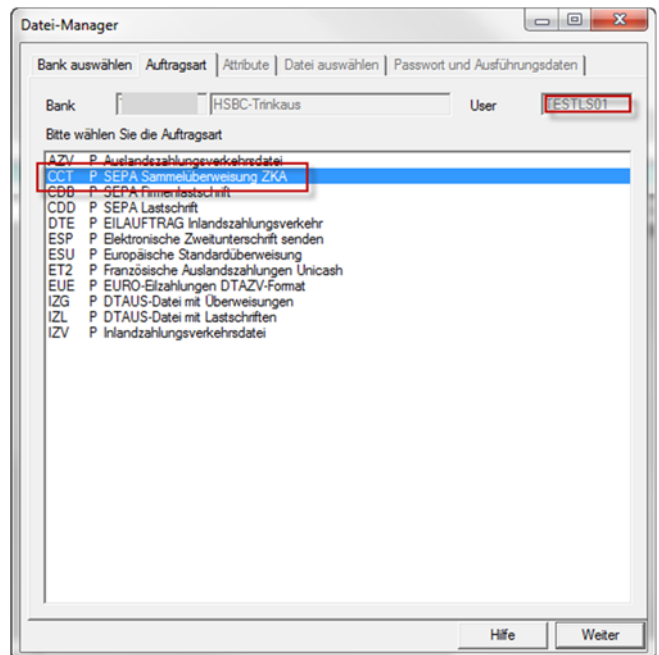 Datei-Manager
Bank auswählen Auftragsart Attribute Datei auswählen Passwort und Ausführungsdaten
Bank HSBC-Trinkaus User TESTLS01
Bitte wählen Sie die Auftragsart
AZV P Auslandszahlungsverkehrsdatei
CCT P SEPA Sammelüberweisung ZKA
CDB P SEPA Firmenlastschrift
CDD P SEPA Lastschrift
DTE P EILAUFTRAG Inlandszahlungsverkehr
ESP P Elektronische Zweitunterschrift senden
ESU P Europäische Standardüberweisung
ET2 P Französische Auslandszahlungen Unicash
EUE P EURO-Eilzahlungen DTAZV-Format
IZG P DTAUS-Datei mit Überweisungen
IZL P DTAUS-Datei mit Lastschriften
IZV P Inlandzahlungsverkehrsdatei
Hilfe Weiter